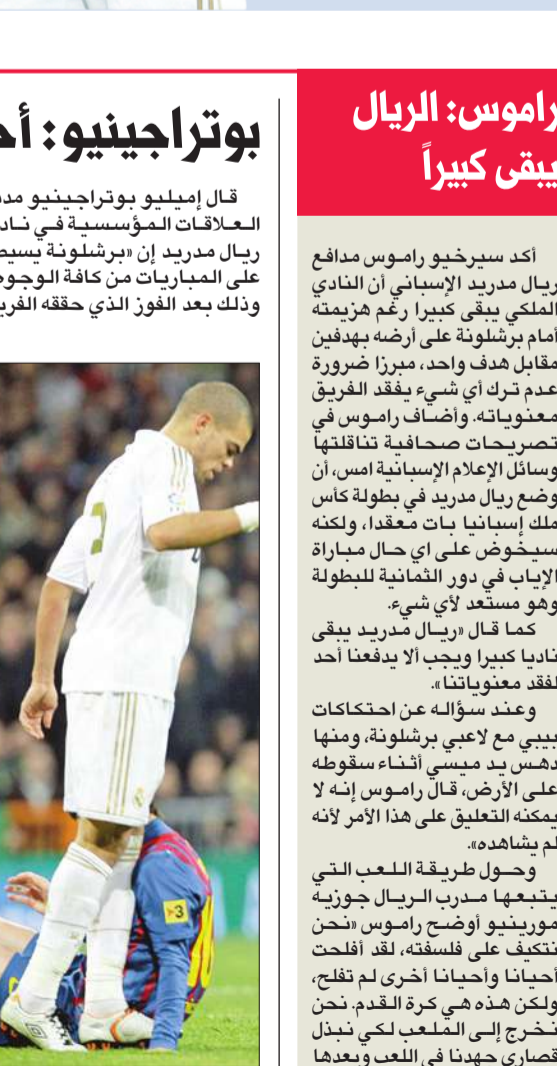 راموس: الريال
يبقى كبيراً
أكد سيرخيو راموس مدافع
ريال مدريد الإسباني أن النادي
الملكي يبقى كبيرا رغم هزيمته
أمام برشلونة على أرضه بهدفين
مقابل هدف واحد، مبرزا ضرورة
عدم ترك أي شيء يفقد الفريق
معنوياته. وأضاف راموس في
تصريحات صحافية تناقلتها
وسائل الإعلام الإسبانية امس، أن
وضع ريال مدريد في بطولة كأس
ملك إسبانيا بات معقدا، ولكنه
سيخوض على اي حال مباراة
الإياب في دور الثمانية للبطولة
وهو مستعد لأي شيء.
كما قال «ريال مدريد يبقى
ناديا كبيرا ويجب ألا يدفعنا أحد
لفقد معنوياتنا».
وعند سؤاله عن احتكاكات
بيبي مع لاعبي برشلونة، ومنها
دهس يد ميسي أثناء سقوطه
على الأرض، قال راموس إنه لا
يمكنه التعليق على هذا الأمر لأنه
لم يشاهده».
وحول طريقة اللعب التي
يتبعها مدرب الريال جوزيه
مورينيو أوضح راموس «نحن
نتكيف على فلسفته، لقد أفلحت
أحيانا وأحيانا أخرى لم تفلح،
ولكن هذه هي كرة القدم. نحن
نخرج إلى الملعب لكي نبذل
قصارى جهدنا في اللعب وبعدها
بوتراجينيو: أح
قال إميليو بوتراجينيو مد
العلاقات المؤسسية في ناد
ريال مدريد إن «برشلونة يسيط
على المباريات من كافة الوجوه
وذلك بعد الفوز الذي حققه الفري
3